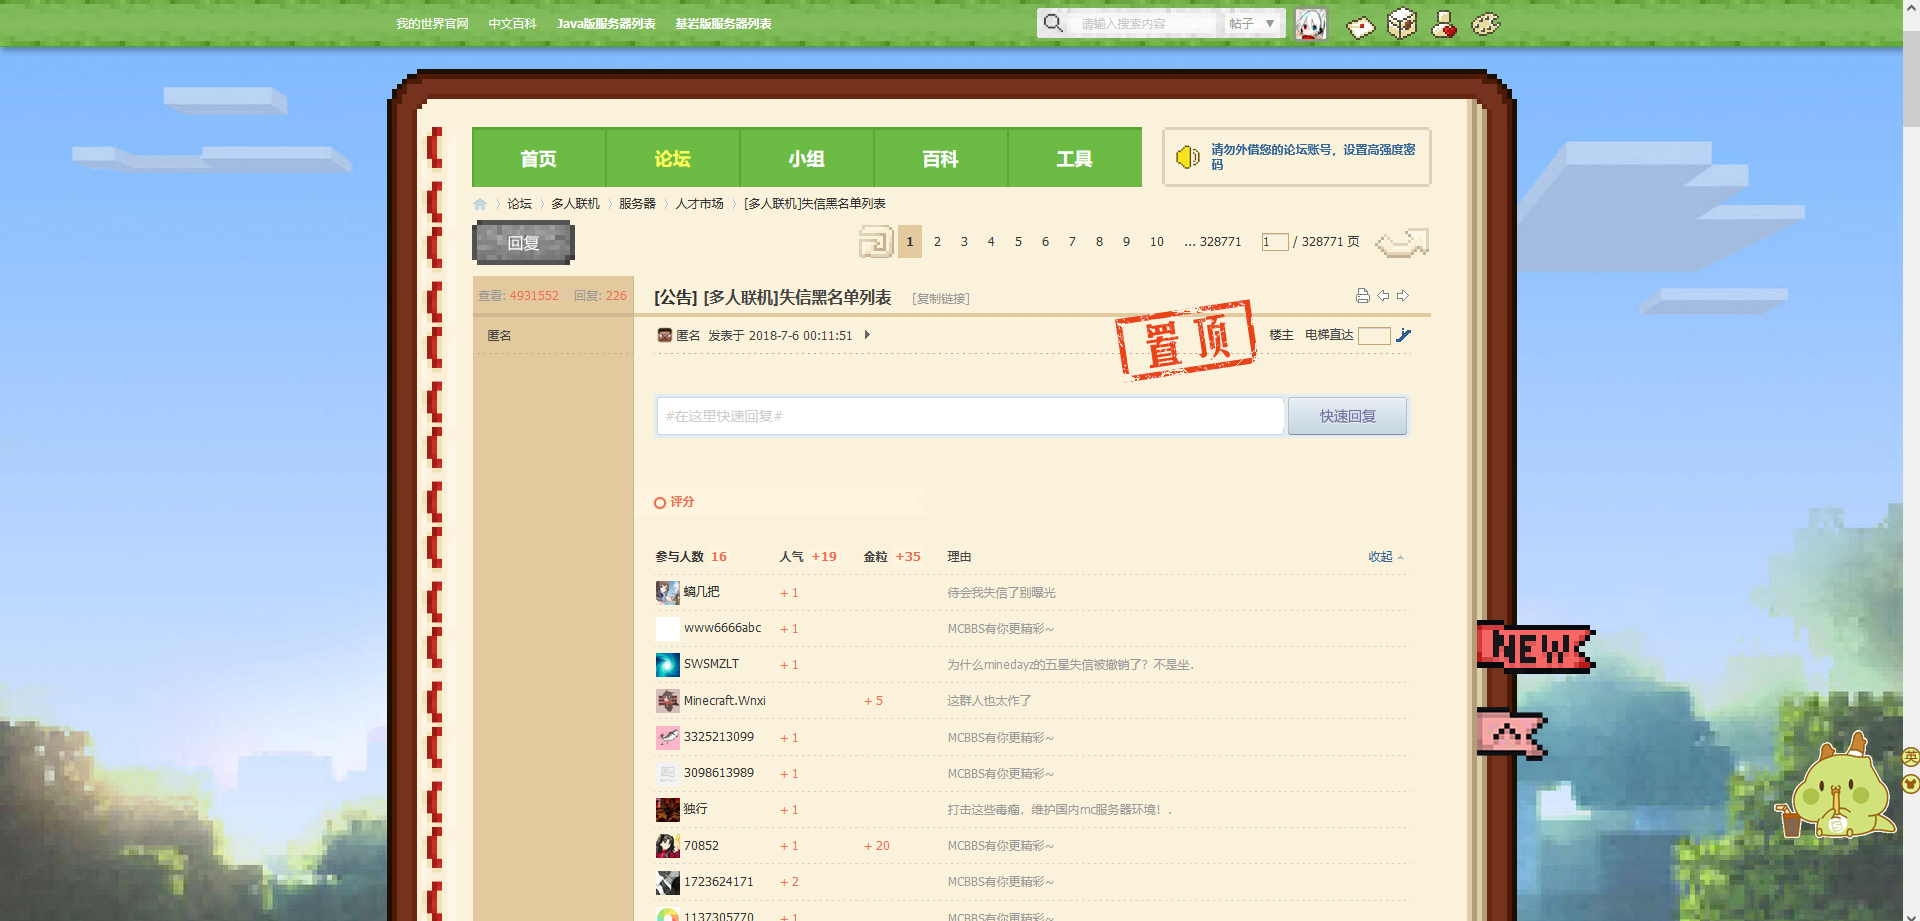 我的世界官网 中文百科 Java版服务器列表 基岩版服务器列表 请输入搜索内容 帖子
首页 论坛 小组 百科 工具
请勿外借您的论坛账号，设置高强度密码
论坛 多人联机 服务器 人才市场 [多人联机]失信黑名单列表
回复 1 2 3 4 5 6 7 8 9 10 ... 328771 1 / 328771 页
查看: 4931552 回复: 226 [公告] [多人联机]失信黑名单列表 [复制链接]
匿名 匿名 发表于 2018-7-6 00:11:51 置顶 楼主 电梯直达
#在这里快速回复# 快速回复
评分
参与人数 16 人气 +19 金粒 +35 理由 收起
蝻几把 + 1 待会我失信了别曝光
www6666abc + 1 MCBBS有你更精彩~
NEW
SWSMZLT + 1 为什么minedayz的五星失信被撤销了？不是坐.
Minecraft.Wnxi + 5 这群人也太作了
3325213099 + 1 MCBBS有你更精彩~
英
3098613989 + 1 MCBBS有你更精彩~
独行 + 1 打击这些毒瘤，维护国内mc服务器环境！.
70852 + 1 + 20 MCBBS有你更精彩~
1723624171 + 2 MCBBS有你更精彩~
1137305770 + 1 MCBBS有你更精彩~